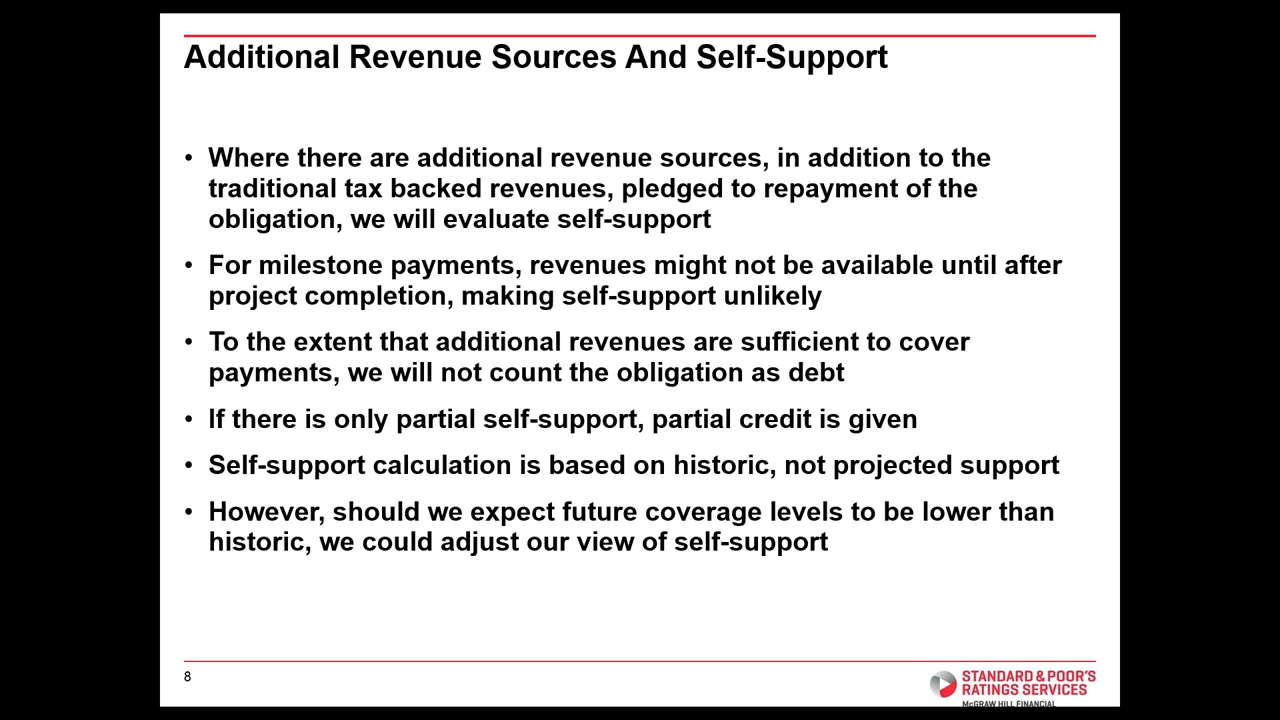 Additional Revenue Sources And Self-Support
• Where there are additional revenue sources, in addition to the
traditional tax backed revenues, pledged to repayment of the
obligation, we will evaluate self-support
• For milestone payments, revenues might not be available until after
project completion, making self-support unlikely
• To the extent that additional revenues are sufficient to cover
payments, we will not count the obligation as debt
• If there is only partial self-support, partial credit is given
• Self-support calculation is based on historic, not projected support
• However, should we expect future coverage levels to be lower than
historic, we could adjust our view of self-support
8
STANDARD & POOR'S
RATINGS SERVICES
McGRAW HILL FINANCIAL